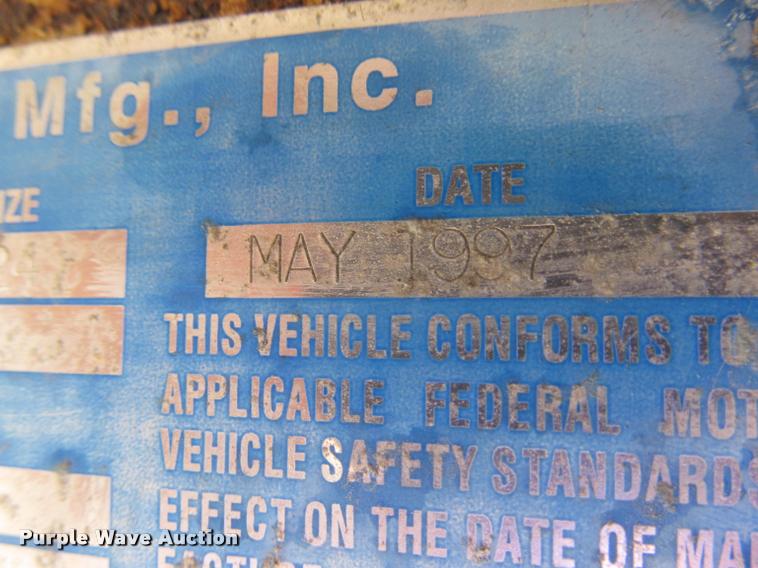 Mfg., Inc.
DATE
MAY 1997
THIS VEHICLE CONFORMS TO
APPLICABLE FEDERAL MOT
VEHICLE SAFETY STANDARDS
EFFECT ON THE DATE OF MA
Purple Wave Auction